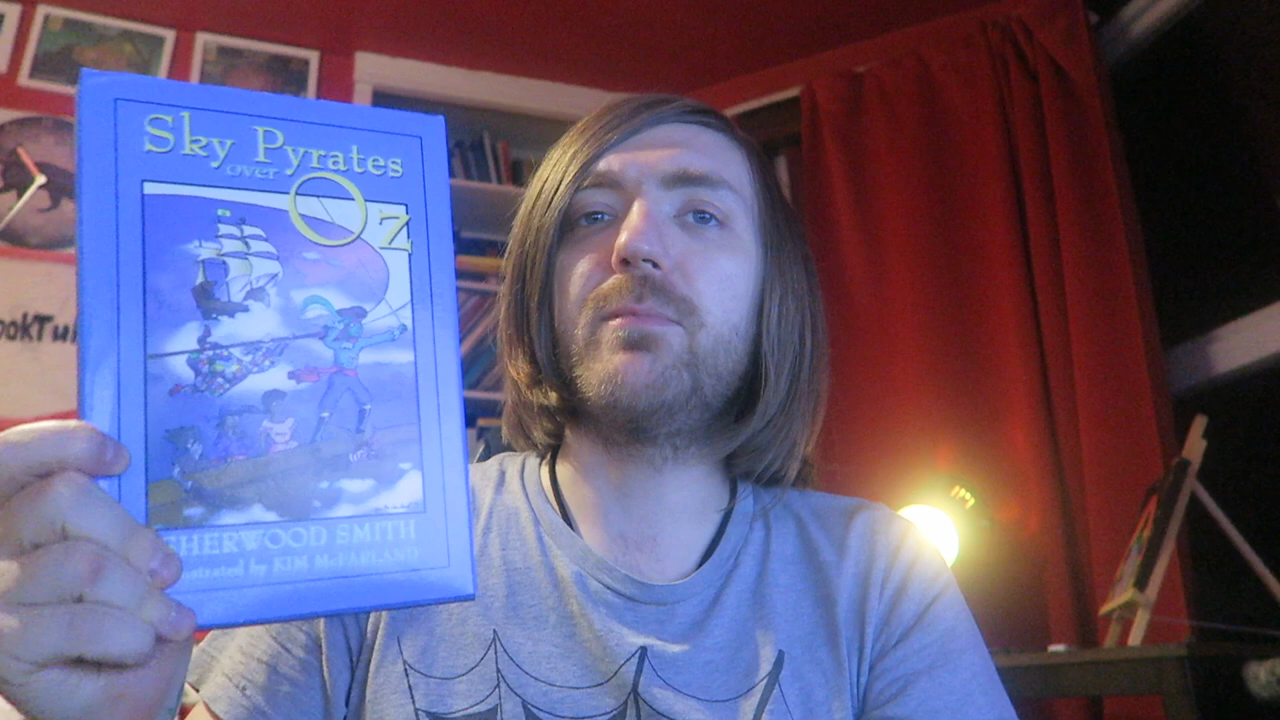 Sky Pyrates
over
Oz
SHERWOOD SMITH
Illustrated by KIM McFARLAND
ookTu